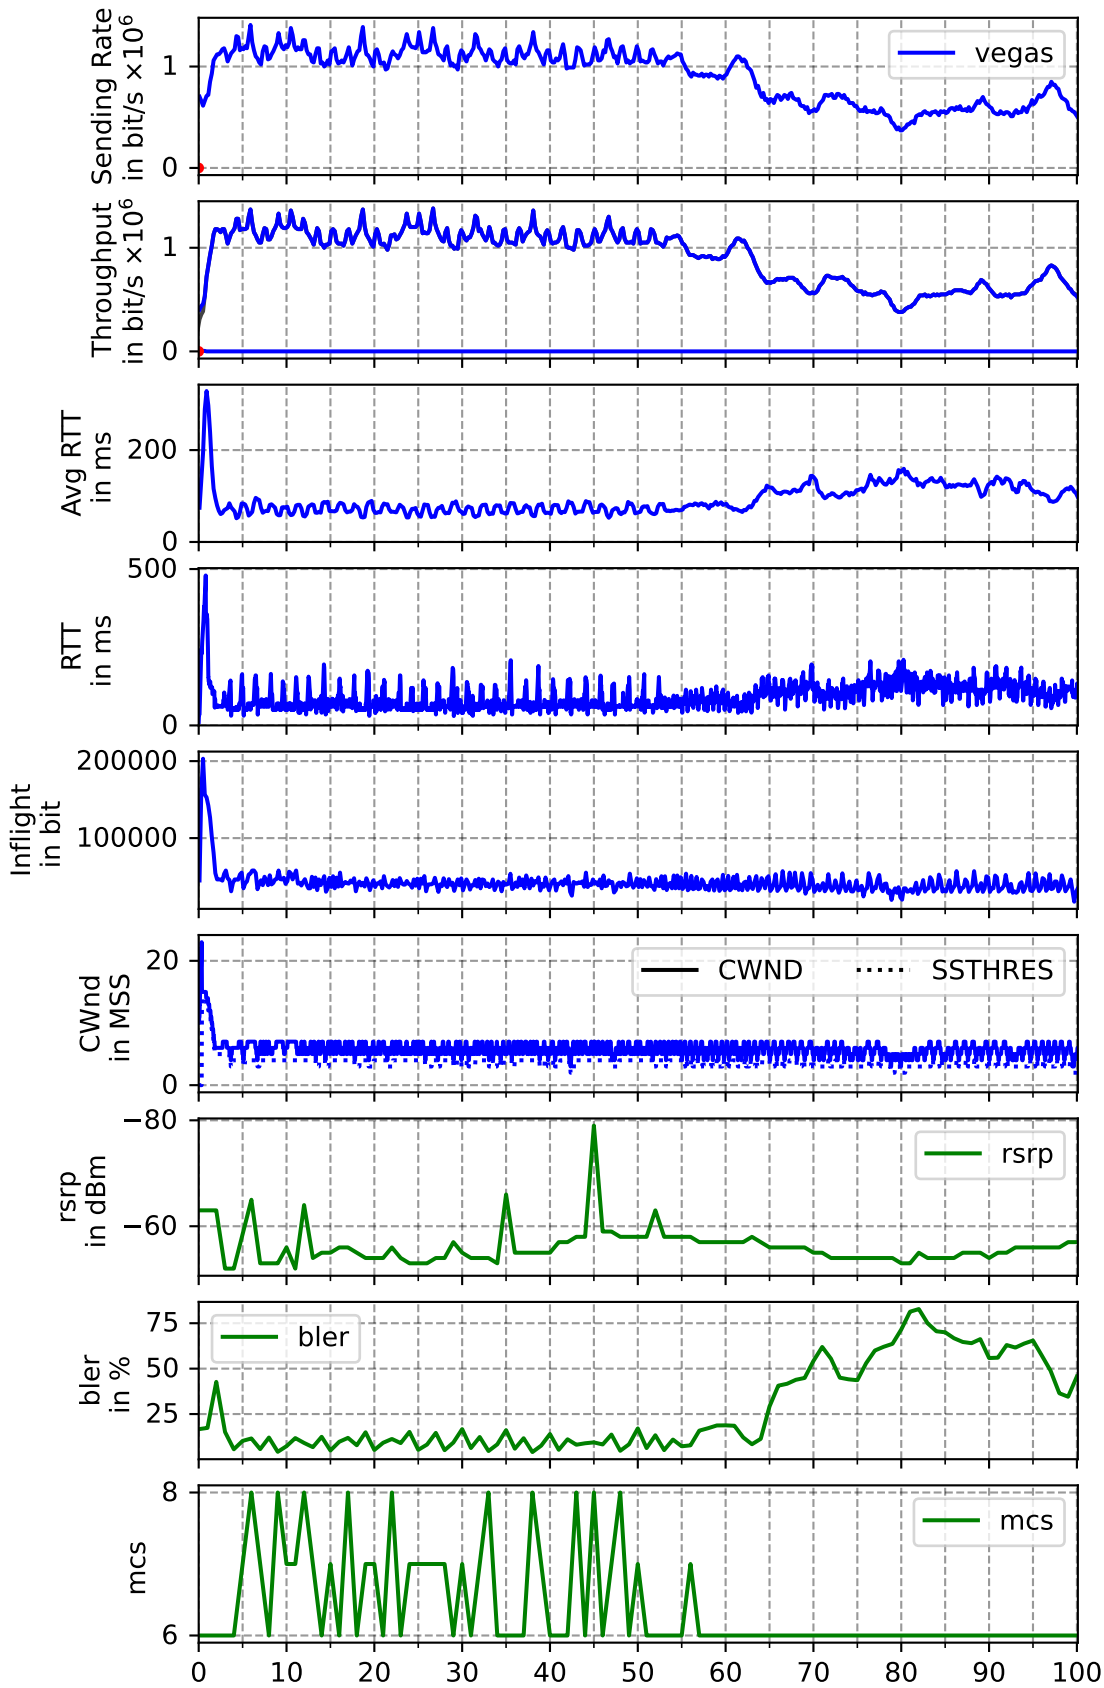 Sending Rate
in bit/s ×10⁶
1
0
vegas
Throughput
in bit/s ×10⁶
1
0
Avg RTT
in ms
200
0
RTT
in ms
500
0
Inflight
in bit
200000
100000
CWnd
in MSS
20
0
CWND
SSTHRES
rsrp
in dBm
−80
−60
rsrp
bler
in %
75
50
25
bler
mcs
8
6
mcs
0 10 20 30 40 50 60 70 80 90 100